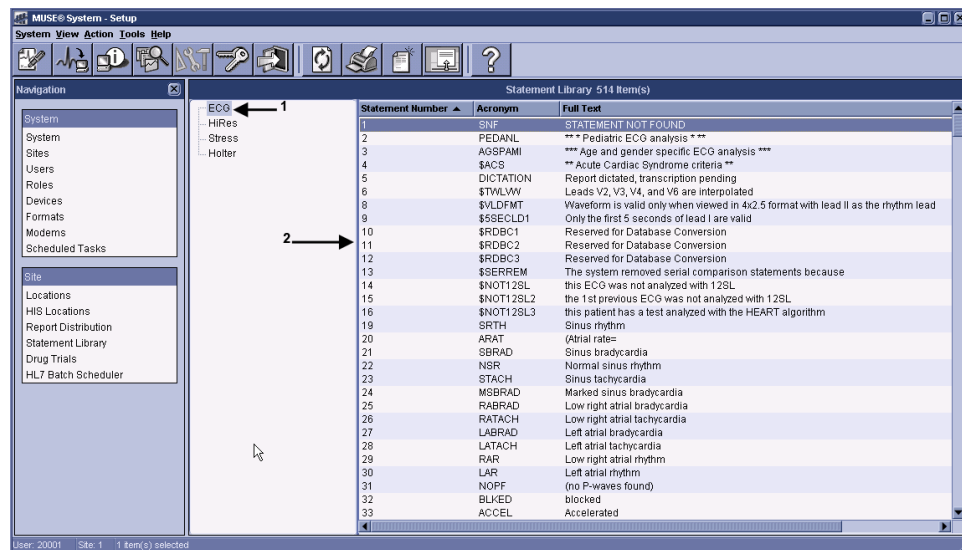 MUSE® System - Setup
System View Action Tools Help
Navigation
Statement Library 514 Item(s)
System
System
Sites
Users
Roles
Devices
Formats
Modems
Scheduled Tasks
Site
Locations
HIS Locations
Report Distribution
Statement Library
Drug Trials
HL7 Batch Scheduler
ECG
HiRes
Stress
Holter
1
2
Statement Number Acronym Full Text
1 SNF STATEMENT NOT FOUND
2 PEDANL ** * Pediatric ECG analysis * **
3 AGSPAMI *** Age and gender specific ECG analysis ***
4 $ACS ** Acute Cardiac Syndrome criteria **
5 DICTATION Report dictated, transcription pending
6 $TWLVW Leads V2, V3, V4, and V6 are interpolated
8 $VLDFMT Waveform is valid only when viewed in 4x2.5 format with lead II as the rhythm lead
9 $5SECLD1 Only the first 5 seconds of lead I are valid
10 $RDBC1 Reserved for Database Conversion
11 $RDBC2 Reserved for Database Conversion
12 $RDBC3 Reserved for Database Conversion
13 $SERREM The system removed serial comparison statements because
14 $NOT12SL this ECG was not analyzed with 12SL
15 $NOT12SL2 the 1st previous ECG was not analyzed with 12SL
16 $NOT12SL3 this patient has a test analyzed with the HEART algorithm
19 SRTH Sinus rhythm
20 ARAT (Atrial rate=
21 SBRAD Sinus bradycardia
22 NSR Normal sinus rhythm
23 STACH Sinus tachycardia
24 MSBRAD Marked sinus bradycardia
25 RABRAD Low right atrial bradycardia
26 RATACH Low right atrial tachycardia
27 LABRAD Left atrial bradycardia
28 LATACH Left atrial tachycardia
29 RAR Low right atrial rhythm
30 LAR Left atrial rhythm
31 NOPF (no P-waves found)
32 BLKED blocked
33 ACCEL Accelerated
User: 20001 Site: 1 1 item(s) selected